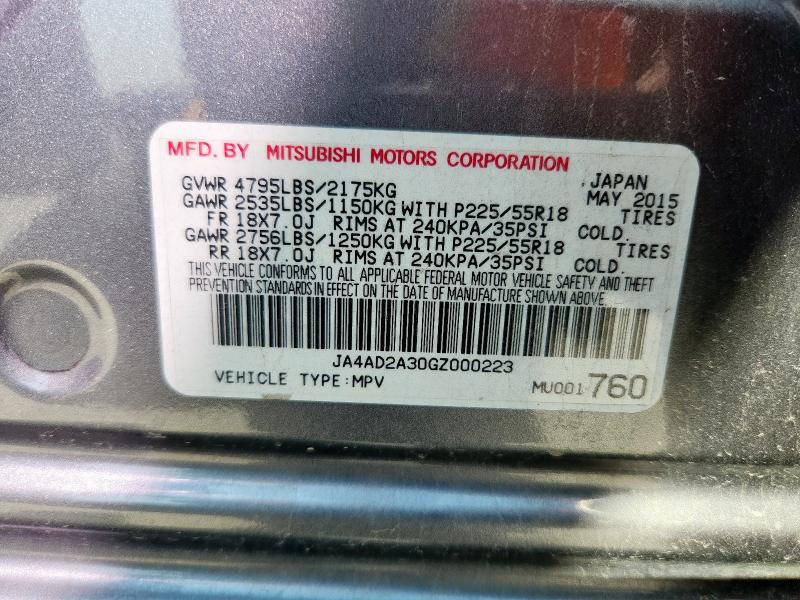 MFD. BY MITSUBISHI MOTORS CORPORATION
GVWR 4795LBS/2175KG JAPAN MAY 2015
GAWR 2535LBS/1150KG WITH P225/55R18 TIRES
FR 18X7.0J RIMS AT 240KPA/35PSI COLD.
GAWR 2756LBS/1250KG WITH P225/55R18 TIRES
RR 18X7.0J RIMS AT 240KPA/35PSI COLD.
THIS VEHICLE CONFORMS TO ALL APPLICABLE FEDERAL MOTOR VEHICLE SAFETY AND THEFT
PREVENTION STANDARDS IN EFFECT ON THE DATE OF MANUFACTURE SHOWN ABOVE.
JA4AD2A30GZ000223
VEHICLE TYPE:MPV MU001760